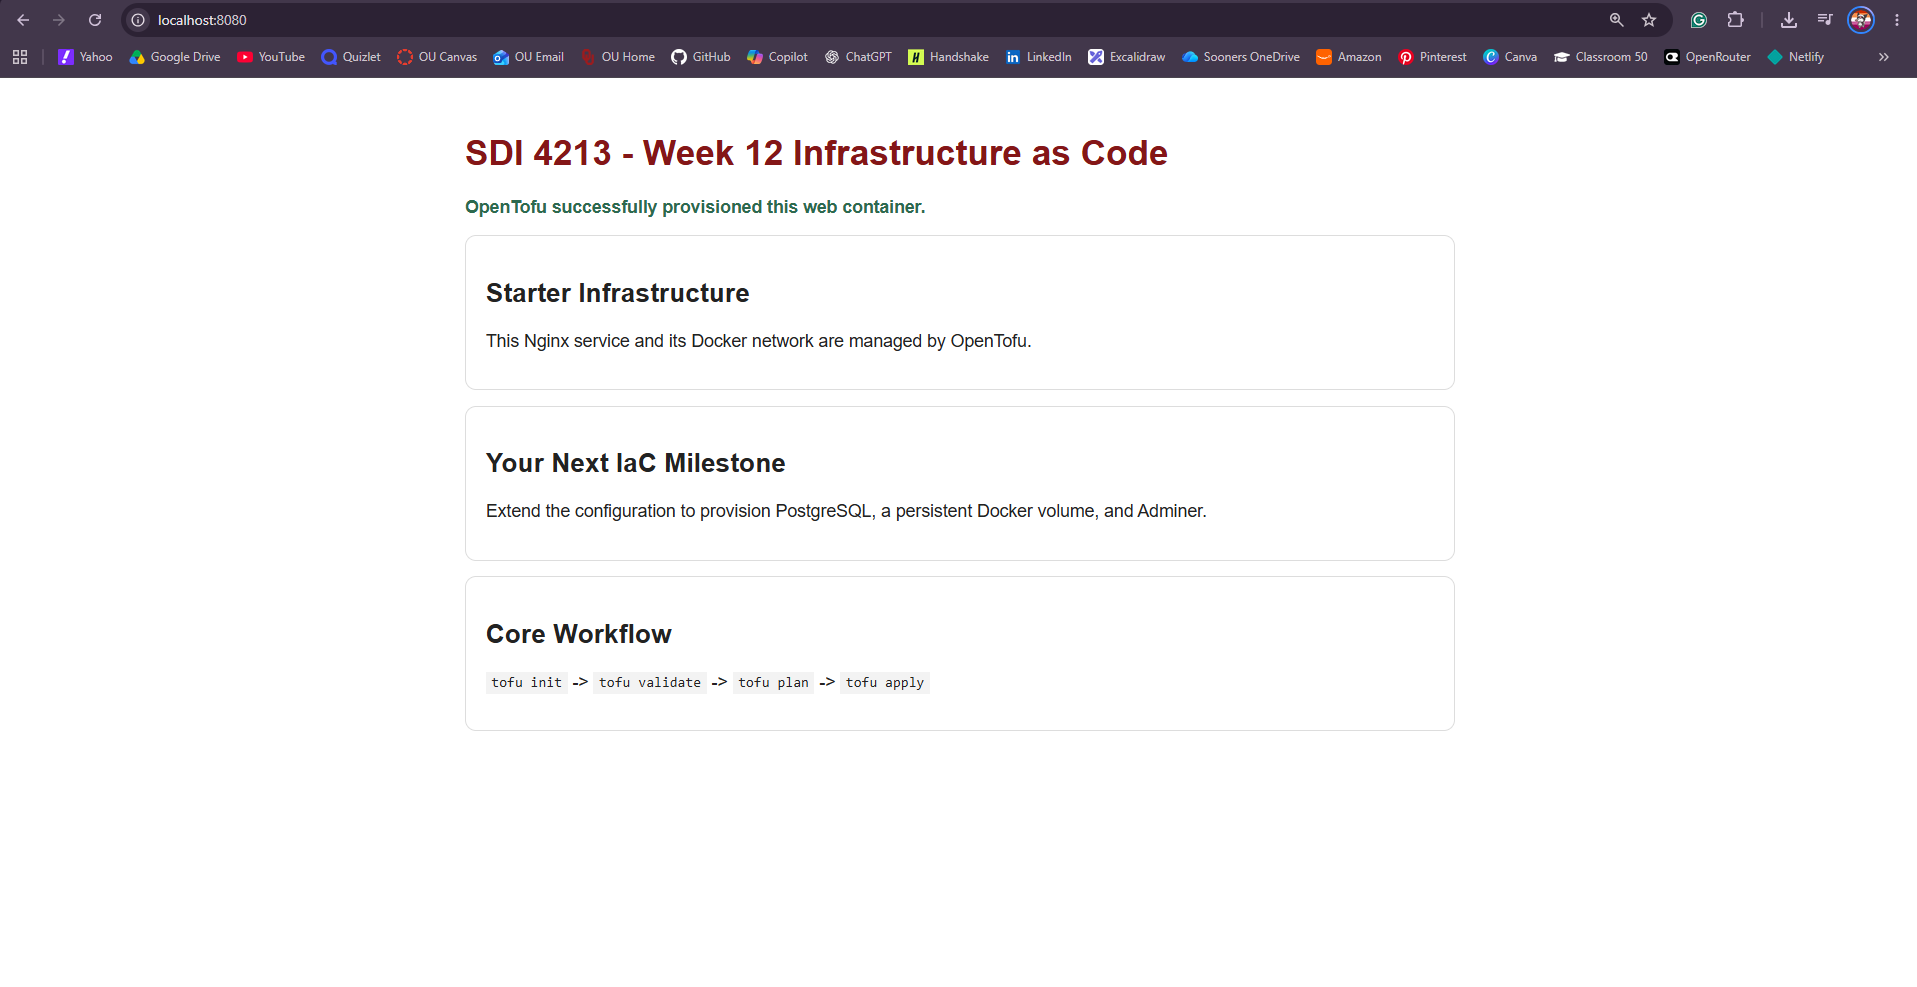 localhost:8080
Yahoo Google Drive YouTube Quizlet OU Canvas OU Email OU Home GitHub Copilot ChatGPT Handshake LinkedIn Excalidraw Sooners OneDrive Amazon Pinterest Canva Classroom 50 OpenRouter Netlify »
SDI 4213 - Week 12 Infrastructure as Code
OpenTofu successfully provisioned this web container.
Starter Infrastructure
This Nginx service and its Docker network are managed by OpenTofu.
Your Next IaC Milestone
Extend the configuration to provision PostgreSQL, a persistent Docker volume, and Adminer.
Core Workflow
tofu init -> tofu validate -> tofu plan -> tofu apply